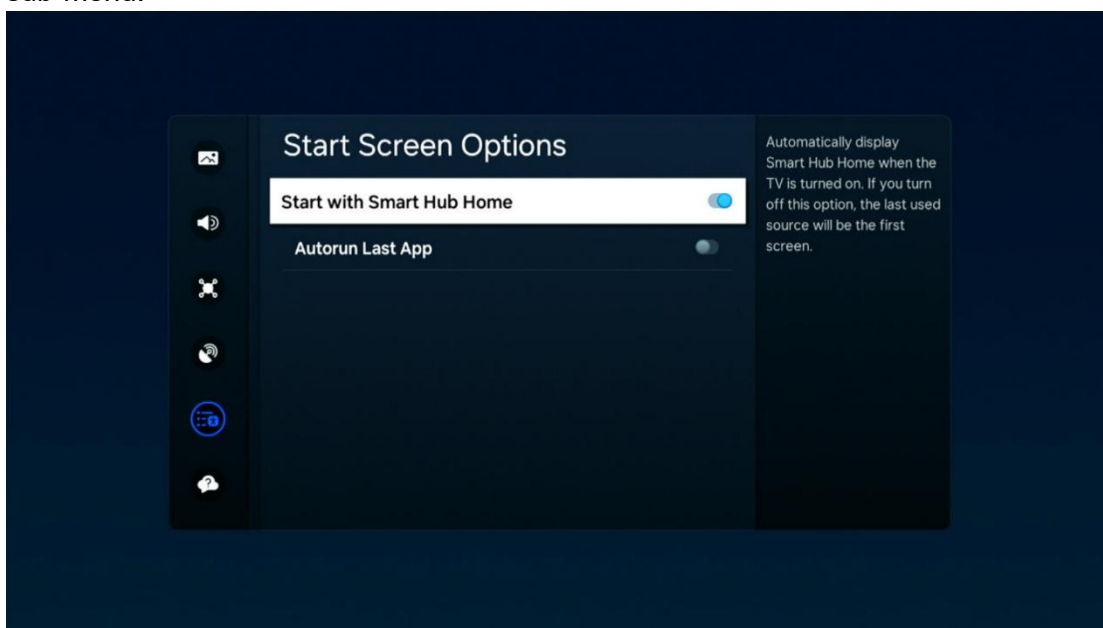 Start Screen Options
Start with Smart Hub Home
Autorun Last App
Automatically display
Smart Hub Home when the
TV is turned on. If you turn
off this option, the last used
source will be the first
screen.